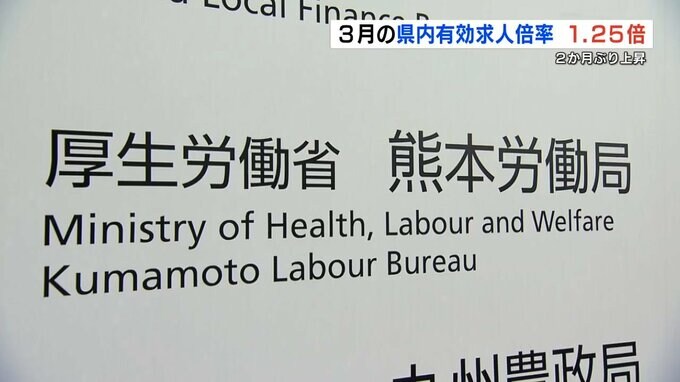 d Local Finance B
3月の県内有効求人倍率 1.25倍
2か月ぶり上昇
厚生労働省 熊本労働局
Ministry of Health, Labour and Welfare
Kumamoto Labour Bureau
九州農政局